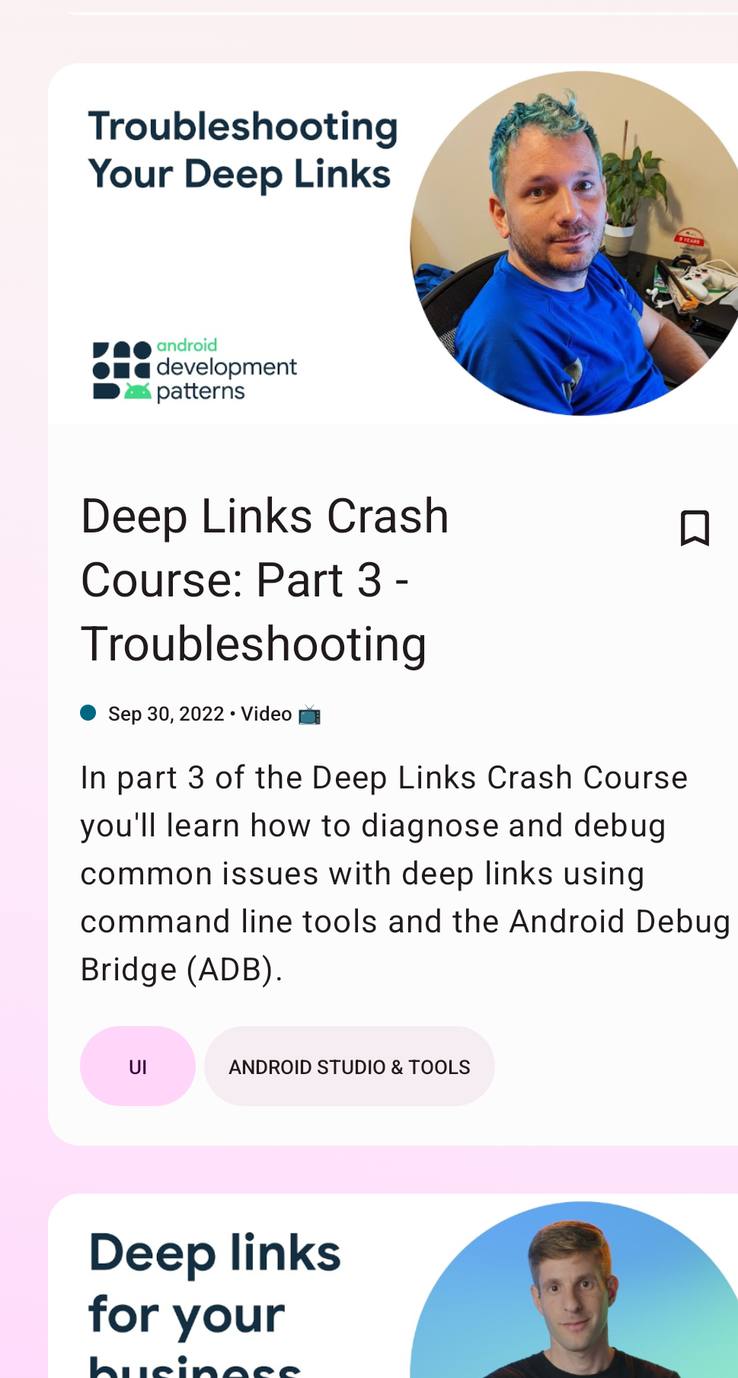 Troubleshooting
Your Deep Links
android
development
patterns
Deep Links Crash
Course: Part 3 -
Troubleshooting
Sep 30, 2022 • Video 📺
In part 3 of the Deep Links Crash Course
you'll learn how to diagnose and debug
common issues with deep links using
command line tools and the Android Debug
Bridge (ADB).
UI
ANDROID STUDIO & TOOLS
Deep links
for your
business